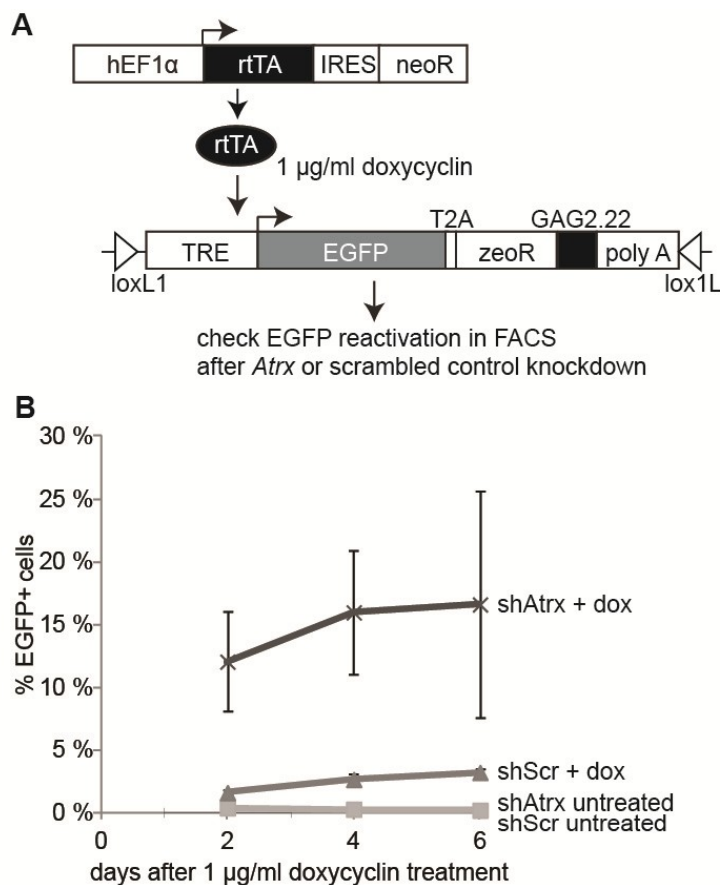 A
hEF1α rtTA IRES neoR
rtTA
1 µg/ml doxycyclin
T2A GAG2.22
TRE EGFP zeoR poly A
loxL1 lox1L
check EGFP reactivation in FACS
after Atrx or scrambled control knockdown
B
30 %
25 %
20 %
15 %
10 %
5 %
0 %
% EGFP+ cells
shAtrx + dox
shScr + dox
shAtrx untreated
shScr untreated
0 2 4 6
days after 1 µg/ml doxycyclin treatment